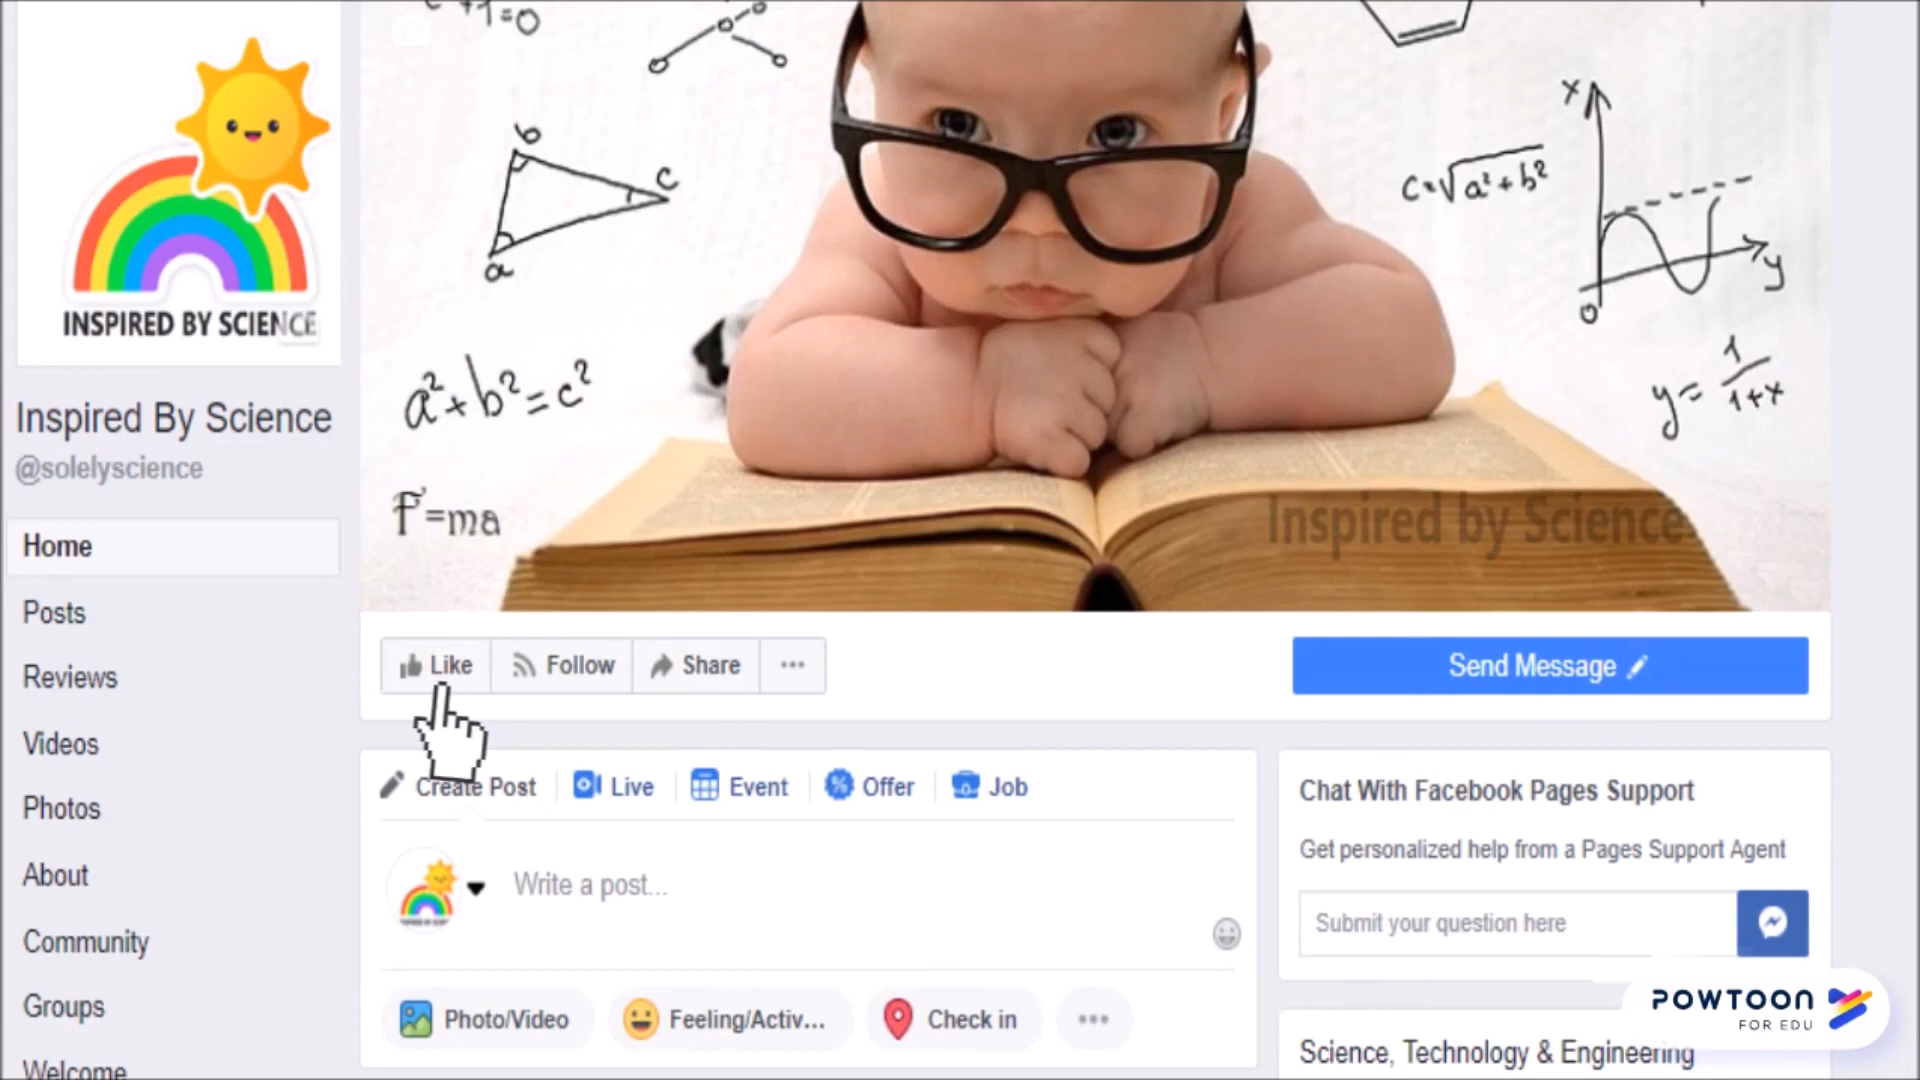 INSPIRED BY SCIENCE
Inspired By Science
@solelyscience
Home
Posts
Reviews
Videos
Photos
About
Community
Groups
Welcome
+1=0
b
c
a
a²+b²=c²
F=ma
x
c=√a²+b²
y
0
y=1/1+x
Inspired by Science
Like
Follow
Share
Send Message
Create Post
Live
Event
Offer
Job
Write a post...
Photo/Video
Feeling/Activ...
Check in
Chat With Facebook Pages Support
Get personalized help from a Pages Support Agent
Submit your question here
Science, Technology & Engineering
POWTOON
FOR EDU